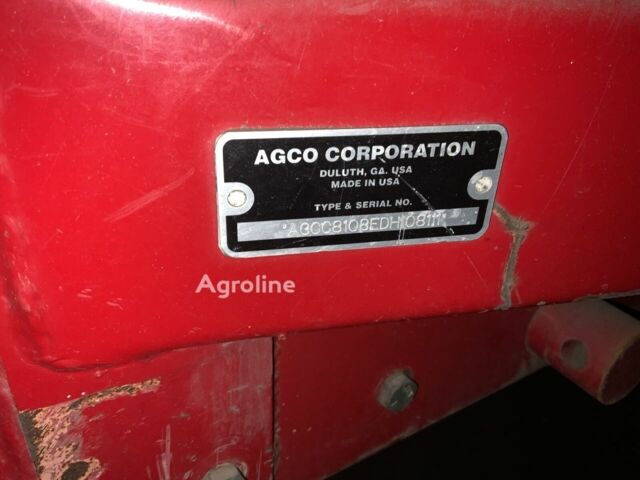 AGCO CORPORATION
DULUTH, GA. USA
MADE IN USA
TYPE & SERIAL NO.
Agroline